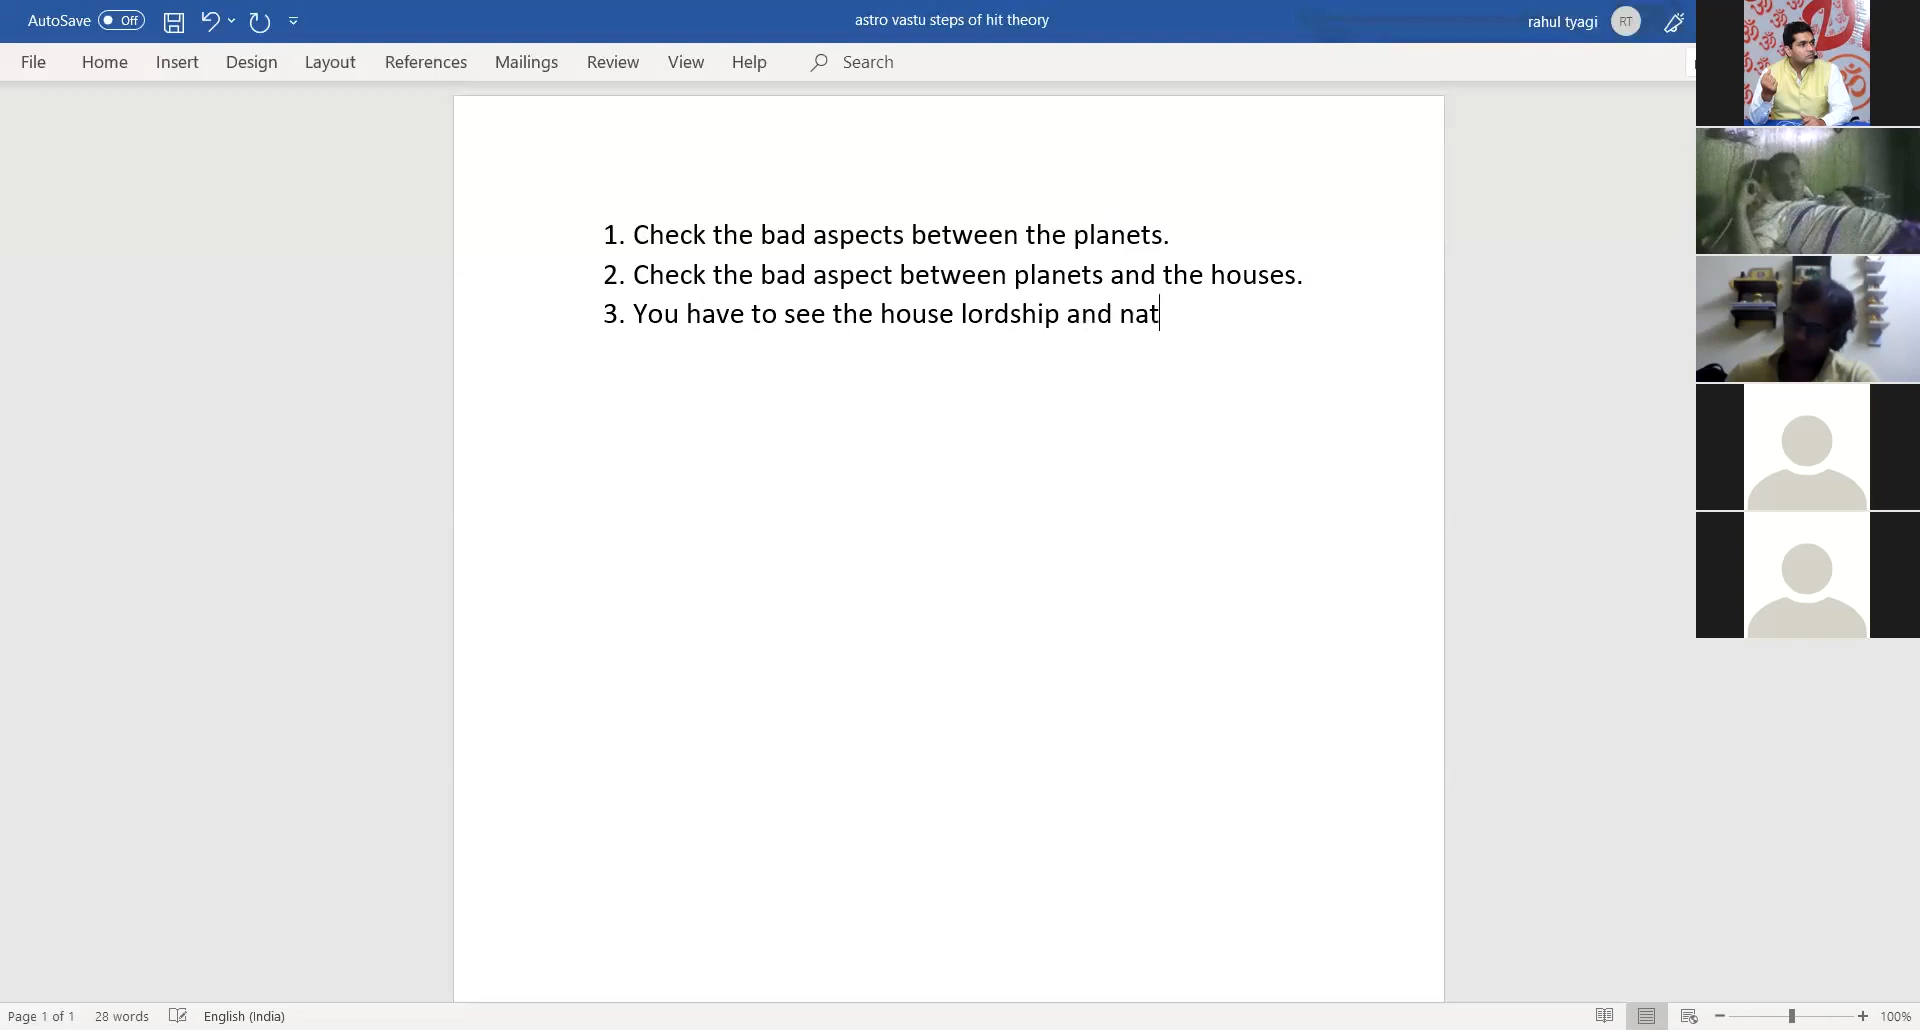 AutoSave Off astro vastu steps of hit theory rahul tyagi RT
File Home Insert Design Layout References Mailings Review View Help Search
1. Check the bad aspects between the planets.
2. Check the bad aspect between planets and the houses.
3. You have to see the house lordship and nat
Page 1 of 1 28 words English (India) 100%